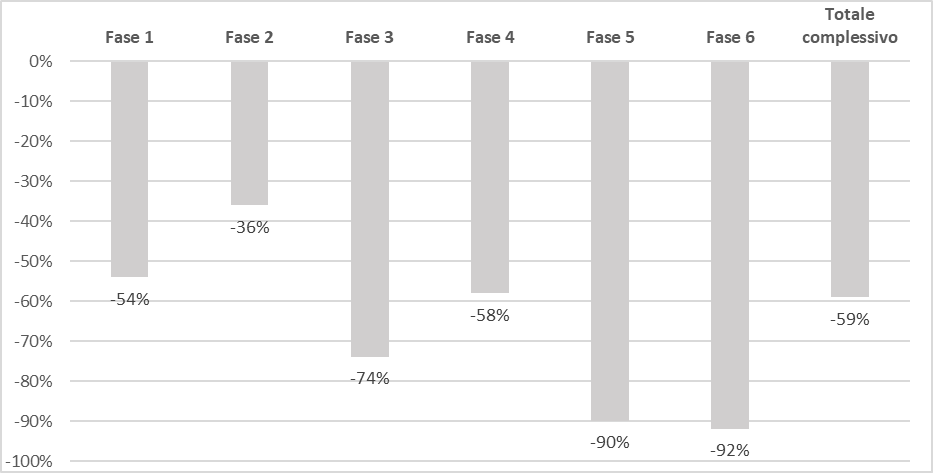 Fase 1
Fase 2
Fase 3
Fase 4
Fase 5
Fase 6
Totale
complessivo
0%
-10%
-20%
-30%
-40%
-50%
-60%
-70%
-80%
-90%
-100%
-54%
-36%
-74%
-58%
-90%
-92%
-59%